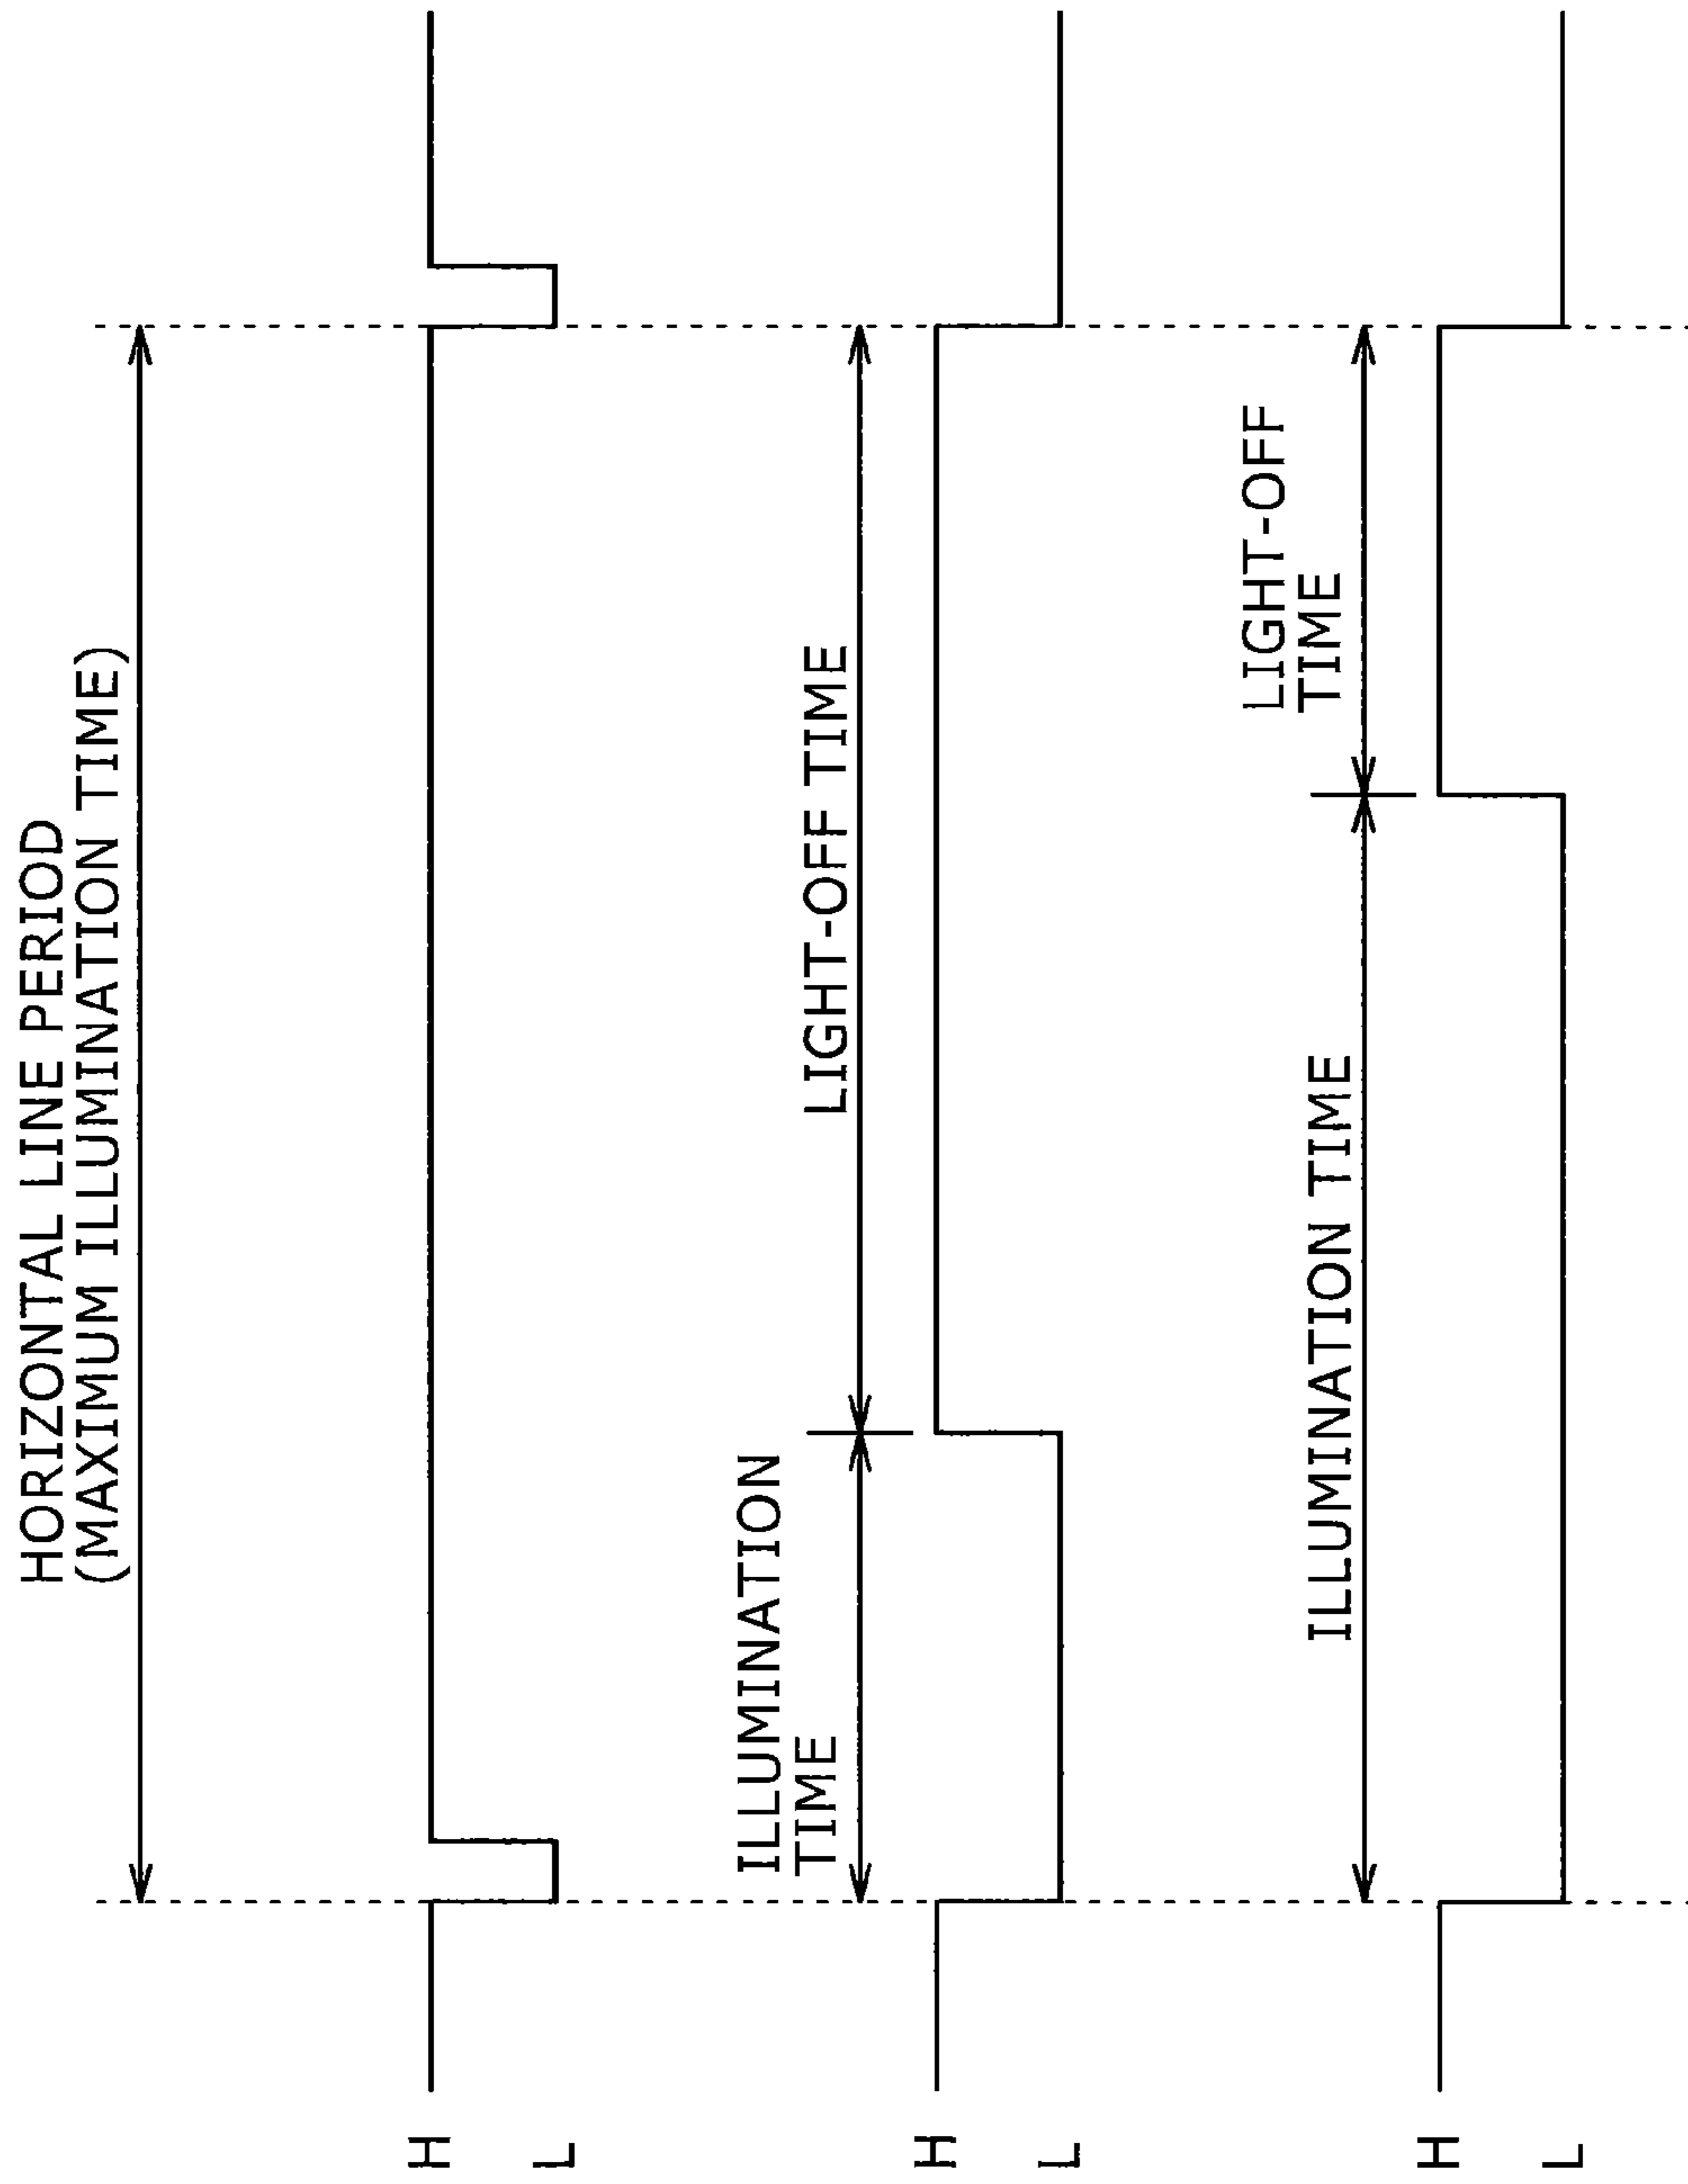 HORIZONTAL LINE PERIOD
(MAXIMUM ILLUMINATION TIME)
H
L
ILLUMINATION
TIME
LIGHT-OFF TIME
H
L
LIGHT-OFF
TIME
ILLUMINATION TIME
H
L